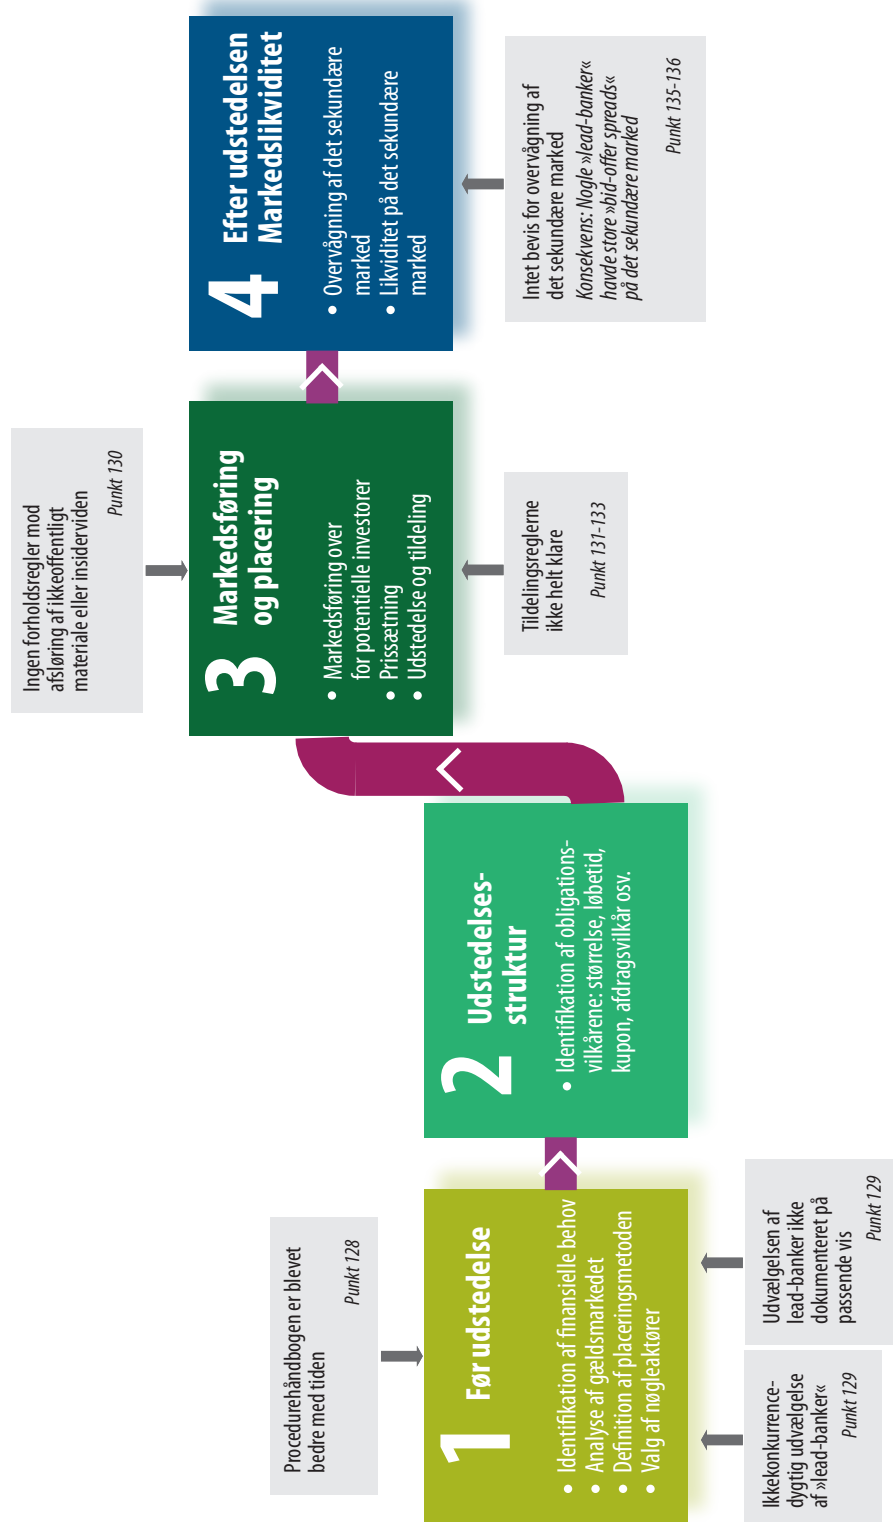 Procedurehåndbogen er blevet
bedre med tiden
Punkt 128
1
Før udstedelse
• Identifikation af finansielle behov
• Analyse af gældsmarkedet
• Definition af placeringsmetoden
• Valg af nøgleaktører
Ikkekonkurrence-
dygtig udvælgelse
af »lead-banker«
Punkt 129
Udvælgelsen af
lead-banker ikke
dokumenteret på
passende vis
Punkt 129
2
Udstedelses-
struktur
• Identifikation af obligations-
vilkårene: størrelse, løbetid,
kupon, afdragsvilkår osv.
Ingen forholdsregler mod
afsløring af ikkeoffentligt
materiale eller insiderviden
Punkt 130
3
Markedsføring
og placering
• Markedsføring over
for potentielle investorer
• Prissætning
• Udstedelse og tildeling
Tildelingsreglerne
ikke helt klare
Punkt 131-133
4
Efter udstedelsen
Markedslikviditet
• Overvågning af det sekundære
marked
• Likviditet på det sekundære
marked
Intet bevis for overvågning af
det sekundære marked
Konsekvens: Nogle »lead-banker«
havde store »bid-offer spreads«
på det sekundære marked
Punkt 135-136